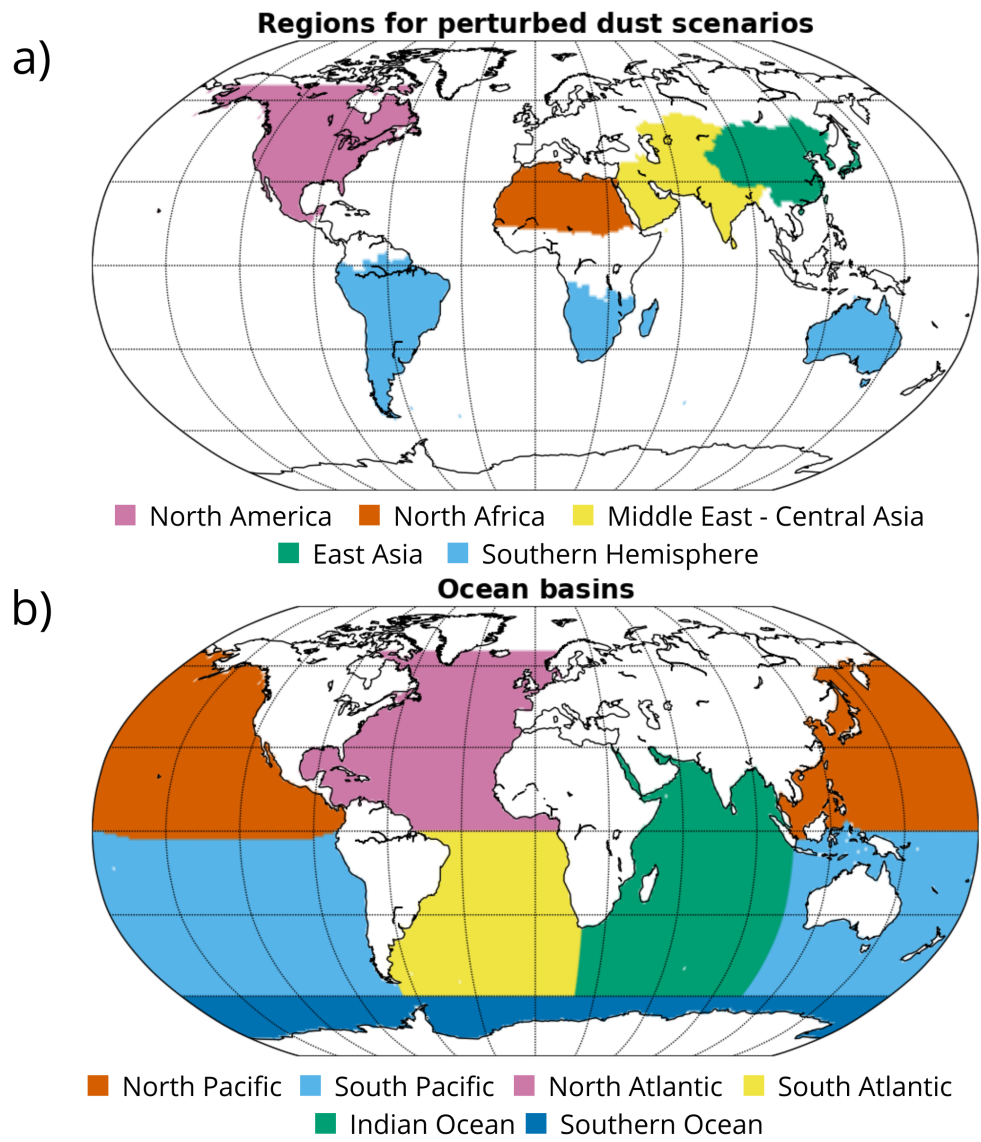 Regions for perturbed dust scenarios
a)
North America North Africa Middle East - Central Asia
East Asia Southern Hemisphere
Ocean basins
b)
North Pacific South Pacific North Atlantic South Atlantic
Indian Ocean Southern Ocean